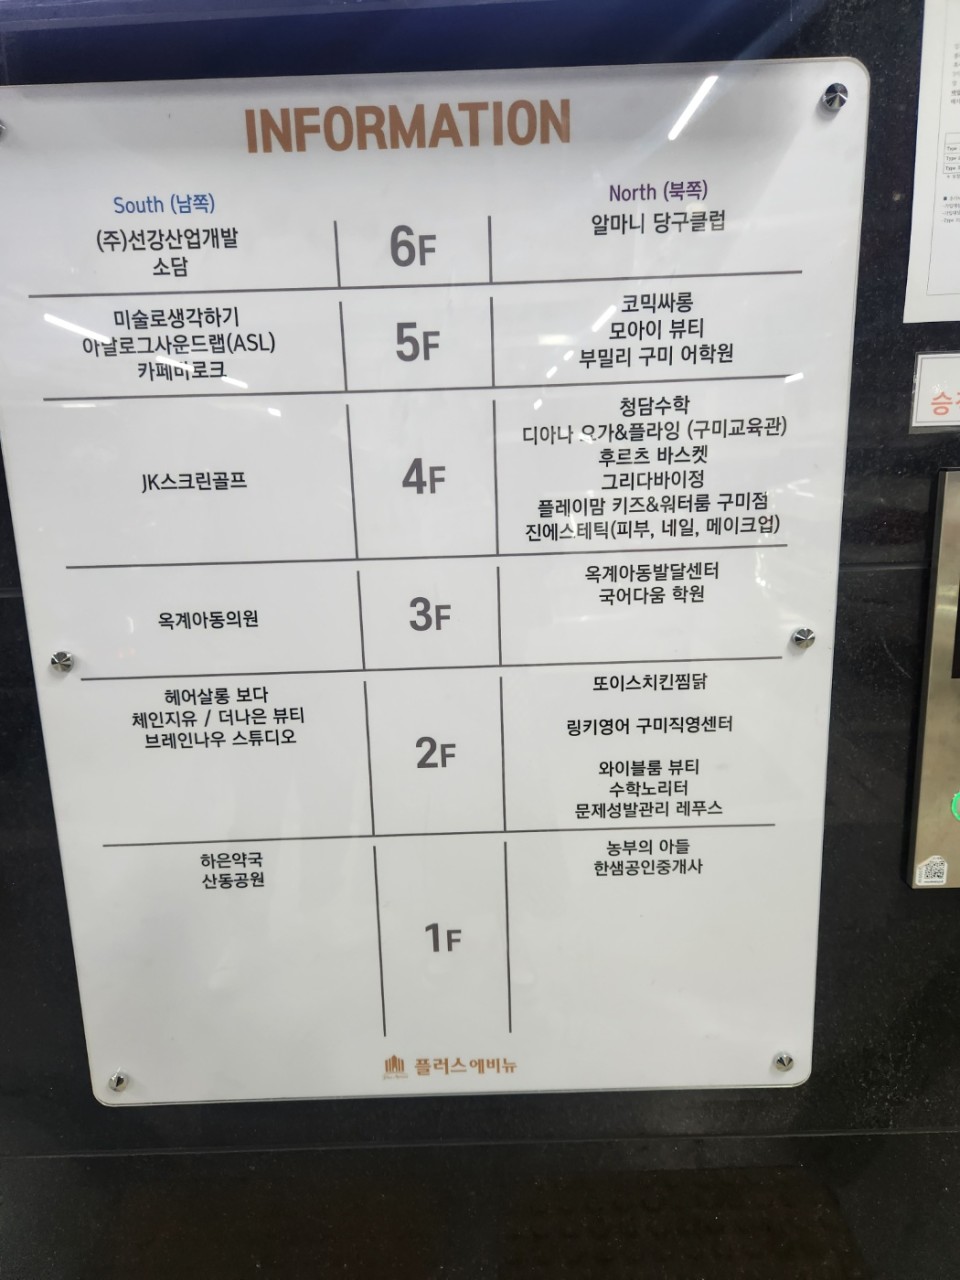 INFORMATION
South (남쪽)
North (북쪽)
(주)선강산업개발
소담
6F
알마니 당구클럽
미술로생각하기
아날로그사운드랩(ASL)
카페비로크
5F
코믹싸롱
모아이 뷰티
부밀리 구미 어학원
JK스크린골프
4F
청담수학
디아나 요가&플라잉 (구미교육관)
후르츠 바스켓
그리다바이정
플레이맘 키즈&워터룸 구미점
진에스테틱(피부, 네일, 메이크업)
옥계아동의원
3F
옥계아동발달센터
국어다움 학원
헤어살롱 보다
체인지유 / 더나은 뷰티
브레인나우 스튜디오
2F
또이스치킨찜닭
링키영어 구미직영센터
와이블룸 뷰티
수학노리터
문제성발관리 레푸스
하은약국
산동공원
1F
농부의 아들
한샘공인중개사
플러스애비뉴